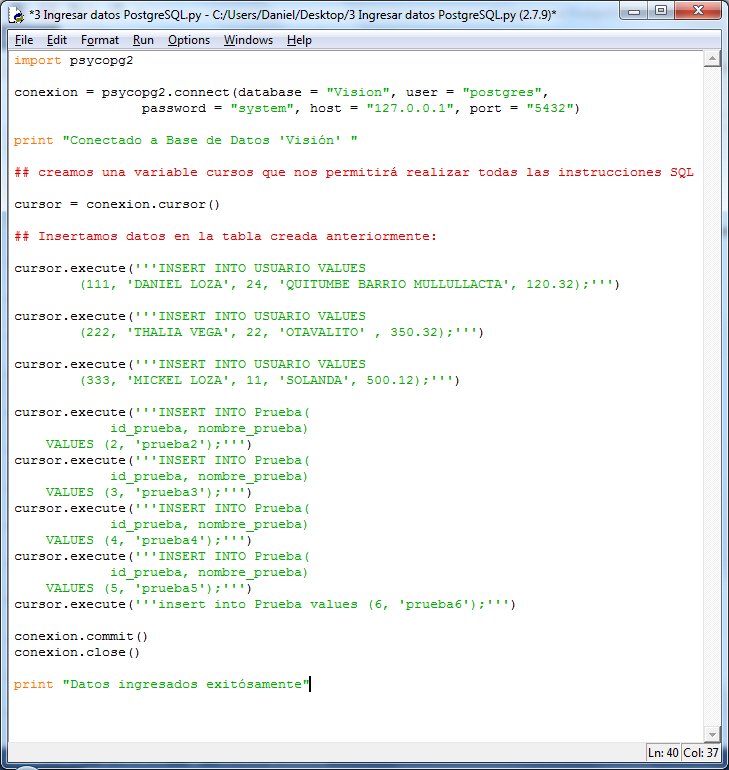 *3 Ingresar datos PostgreSQL.py - C:/Users/Daniel/Desktop/3 Ingresar datos PostgreSQL.py (2.7.9)*
File Edit Format Run Options Windows Help
import psycopg2
conexion = psycopg2.connect(database = "Vision", user = "postgres",
password = "system", host = "127.0.0.1", port = "5432")
print "Conectado a Base de Datos 'Visión' "
## creamos una variable cursos que nos permitirá realizar todas las instrucciones SQL
cursor = conexion.cursor()
## Insertamos datos en la tabla creada anteriormente:
cursor.execute('''INSERT INTO USUARIO VALUES
(111, 'DANIEL LOZA', 24, 'QUITUMBE BARRIO MULLULLACTA', 120.32);''')
cursor.execute('''INSERT INTO USUARIO VALUES
(222, 'THALIA VEGA', 22, 'OTAVALITO' , 350.32);''')
cursor.execute('''INSERT INTO USUARIO VALUES
(333, 'MICKEL LOZA', 11, 'SOLANDA', 500.12);''')
cursor.execute('''INSERT INTO Prueba(
id_prueba, nombre_prueba)
VALUES (2, 'prueba2');''')
cursor.execute('''INSERT INTO Prueba(
id_prueba, nombre_prueba)
VALUES (3, 'prueba3');''')
cursor.execute('''INSERT INTO Prueba(
id_prueba, nombre_prueba)
VALUES (4, 'prueba4');''')
cursor.execute('''INSERT INTO Prueba(
id_prueba, nombre_prueba)
VALUES (5, 'prueba5');''')
cursor.execute('''insert into Prueba values (6, 'prueba6');''')
conexion.commit()
conexion.close()
print "Datos ingresados exitósamente"
Ln: 40 Col: 37